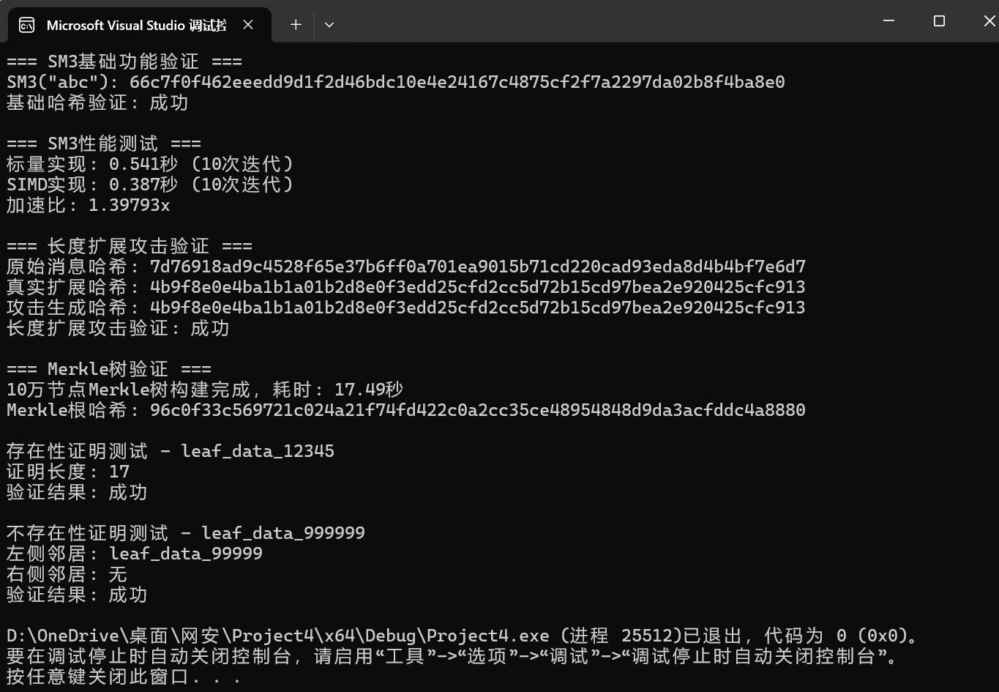 Microsoft Visual Studio 调试控
=== SM3基础功能验证 ===
SM3("abc"): 66c7f0f462eeedd9d1f2d46bdc10e4e24167c4875cf2f7a2297da02b8f4ba8e0
基础哈希验证: 成功
=== SM3性能测试 ===
标量实现: 0.541秒 (10次迭代)
SIMD实现: 0.387秒 (10次迭代)
加速比: 1.39793x
=== 长度扩展攻击验证 ===
原始消息哈希: 7d76918ad9c4528f65e37b6ff0a701ea9015b71cd220cad93eda8d4b4bf7e6d7
真实扩展哈希: 4b9f8e0e4ba1b1a01b2d8e0f3edd25cfd2cc5d72b15cd97bea2e920425cfc913
攻击生成哈希: 4b9f8e0e4ba1b1a01b2d8e0f3edd25cfd2cc5d72b15cd97bea2e920425cfc913
长度扩展攻击验证: 成功
=== Merkle树验证 ===
10万节点Merkle树构建完成, 耗时: 17.49秒
Merkle根哈希: 96c0f33c569721c024a21f74fd422c0a2cc35ce48954848d9da3acfddc4a8880
存在性证明测试 - leaf_data_12345
证明长度: 17
验证结果: 成功
不存在性证明测试 - leaf_data_999999
左侧邻居: leaf_data_99999
右侧邻居: 无
验证结果: 成功
D:\OneDrive\桌面\网安\Project4\x64\Debug\Project4.exe (进程 25512)已退出，代码为 0 (0x0)。
要在调试停止时自动关闭控制台，请启用“工具”->“选项”->“调试”->“调试停止时自动关闭控制台”。
按任意键关闭此窗口. . .